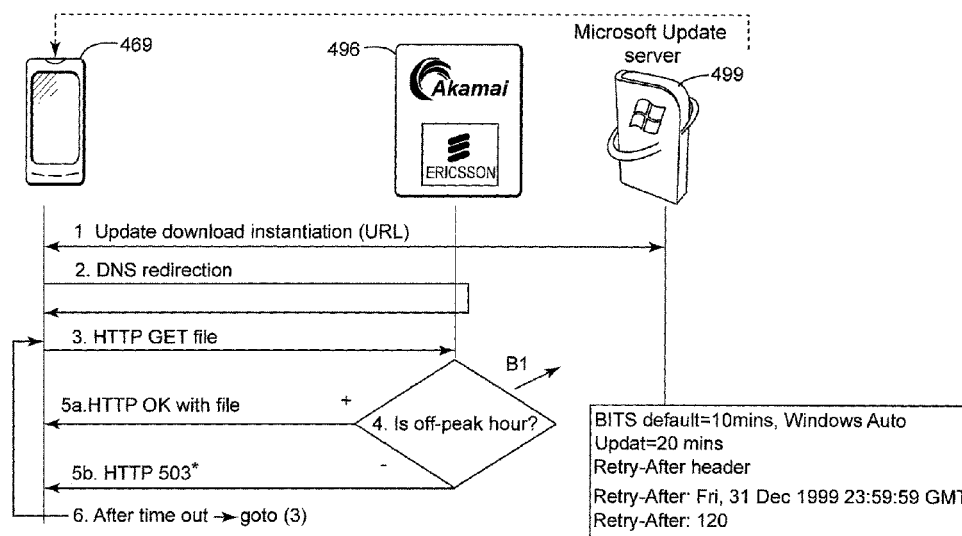 469
496
Akamai
ERICSSON
Microsoft Update
server
499
1 Update download instantiation (URL)
2. DNS redirection
3. HTTP GET file
B1
5a.HTTP OK with file
+
4. Is off-peak hour?
-
5b. HTTP 503*
6. After time out → goto (3)
BITS default=10mins, Windows Auto
Updat=20 mins
Retry-After header
Retry-After: Fri, 31 Dec 1999 23:59:59 GMT
Retry-After: 120